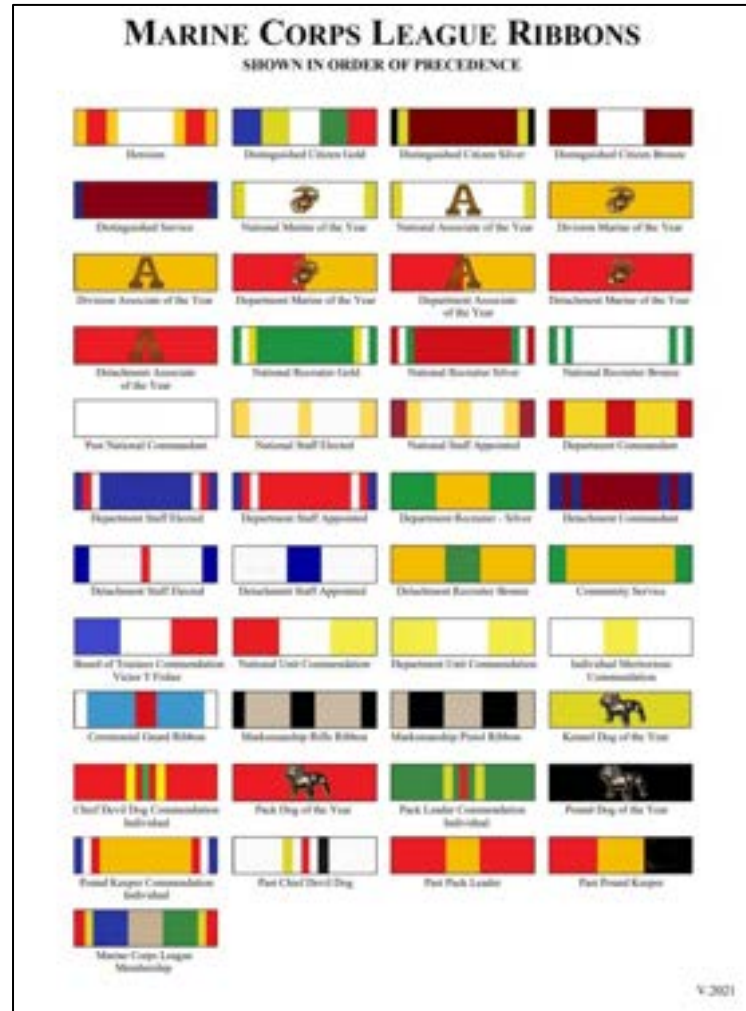 MARINE CORPS LEAGUE RIBBONS
SHOWN IN ORDER OF PRECEDENCE
Heroism
Distinguished Citizen Gold
Distinguished Citizen Silver
Distinguished Citizen Bronze
Distinguished Service
National Marine of the Year
A
National Associate of the Year
Division Marine of the Year
A
Division Associate of the Year
Department Marine of the Year
A
Department Associate
of the Year
Detachment Marine of the Year
A
Detachment Associate
of the Year
National Recruiter Gold
National Recruiter Silver
National Recruiter Bronze
Past National Commandant
National Staff Elected
National Staff Appointed
Department Commandant
Department Staff Elected
Department Staff Appointed
Department Recruiter - Silver
Detachment Commandant
Detachment Staff Elected
Detachment Staff Appointed
Detachment Recruiter Bronze
Community Service
Board of Trustees Commendation
Victor Y Fisher
National Unit Commendation
Department Unit Commendation
Individual Meritorious
Commendation
Ceremonial Guard Ribbon
Marksmanship Rifle Ribbon
Marksmanship Pistol Ribbon
Kennel Dog of the Year
Chief Devil Dog Commendation
Individual
Pack Dog of the Year
Pack Leader Commendation
Individual
Pound Dog of the Year
Pound Keeper Commendation
Individual
Past Chief Devil Dog
Past Pack Leader
Past Pound Keeper
Marine Corps League
Membership
V.2021